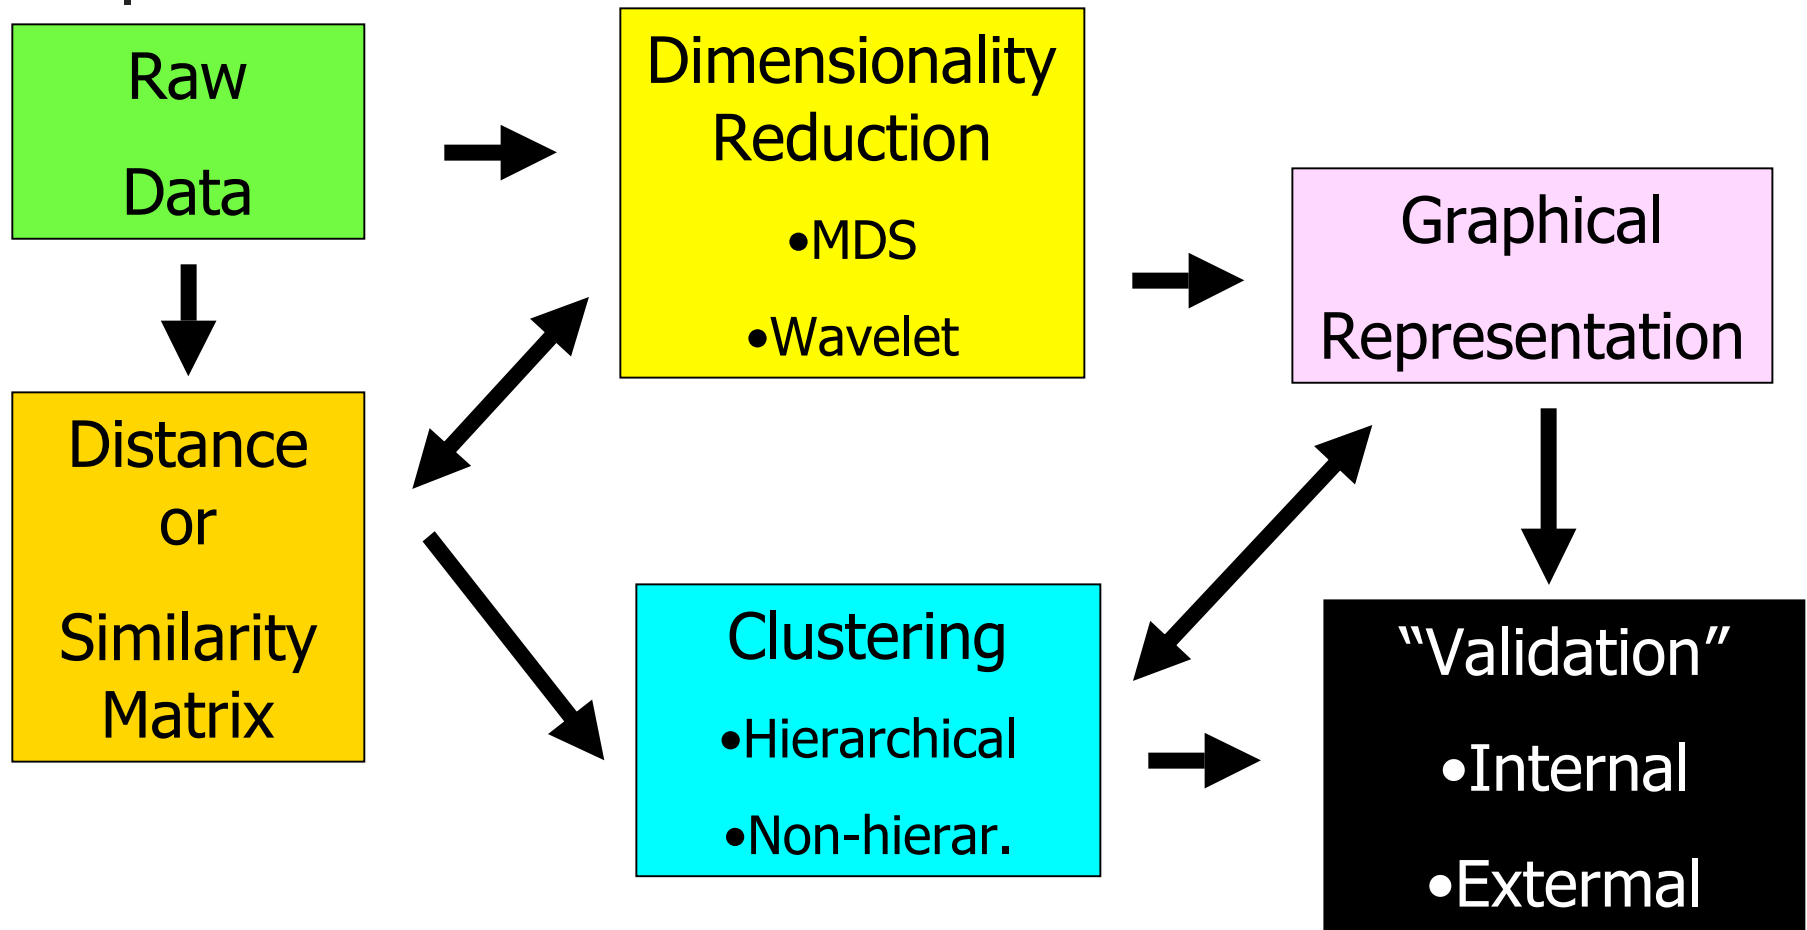 Raw
Data
Dimensionality
Reduction
•MDS
•Wavelet
Graphical
Representation
Distance
or
Similarity
Matrix
Clustering
•Hierarchical
•Non-hierar.
“Validation”
•Internal
•Extermal